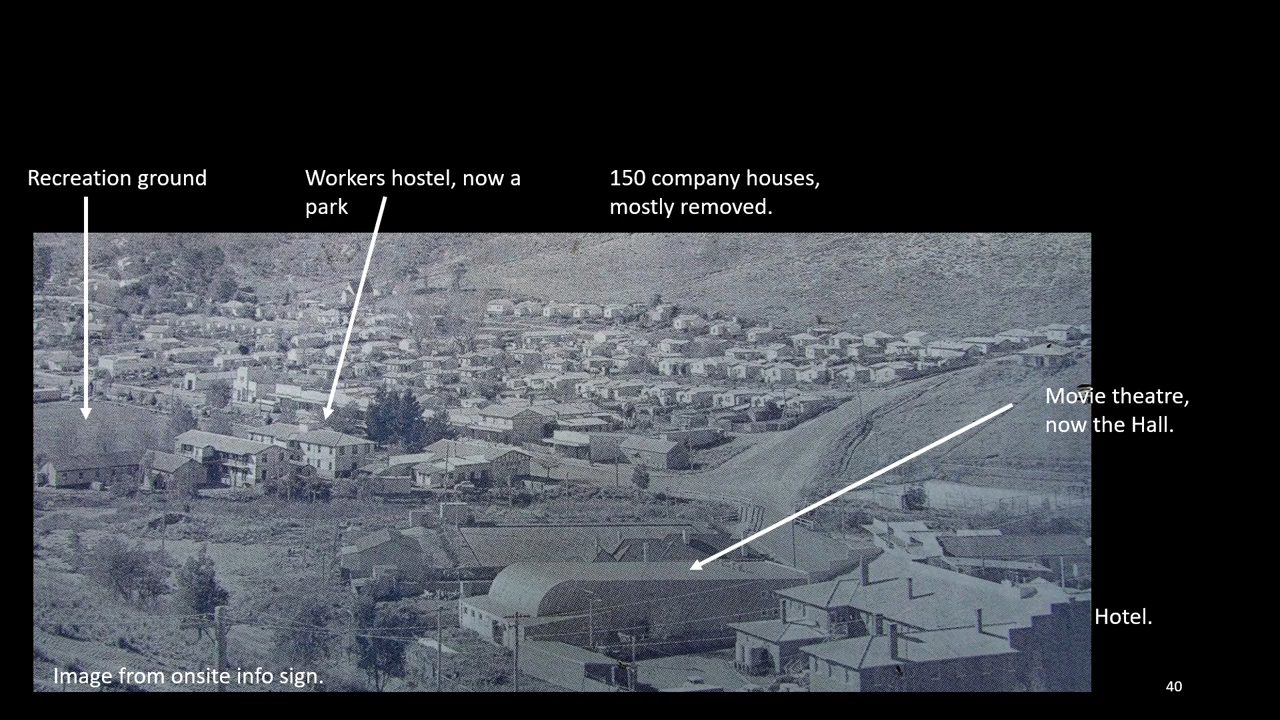 Recreation ground
Workers hostel, now a
park
150 company houses,
mostly removed.
Movie theatre,
now the Hall.
Hotel.
Image from onsite info sign.
40